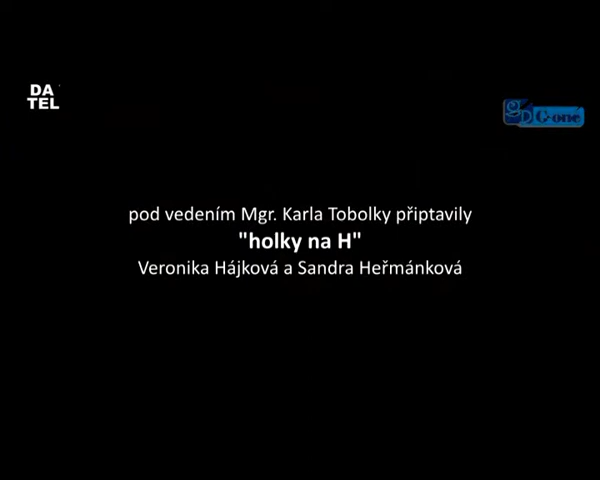 DA
TEL
G-one
pod vedením Mgr. Karla Tobolky připtavily
"holky na H"
Veronika Hájková a Sandra Heřmánková